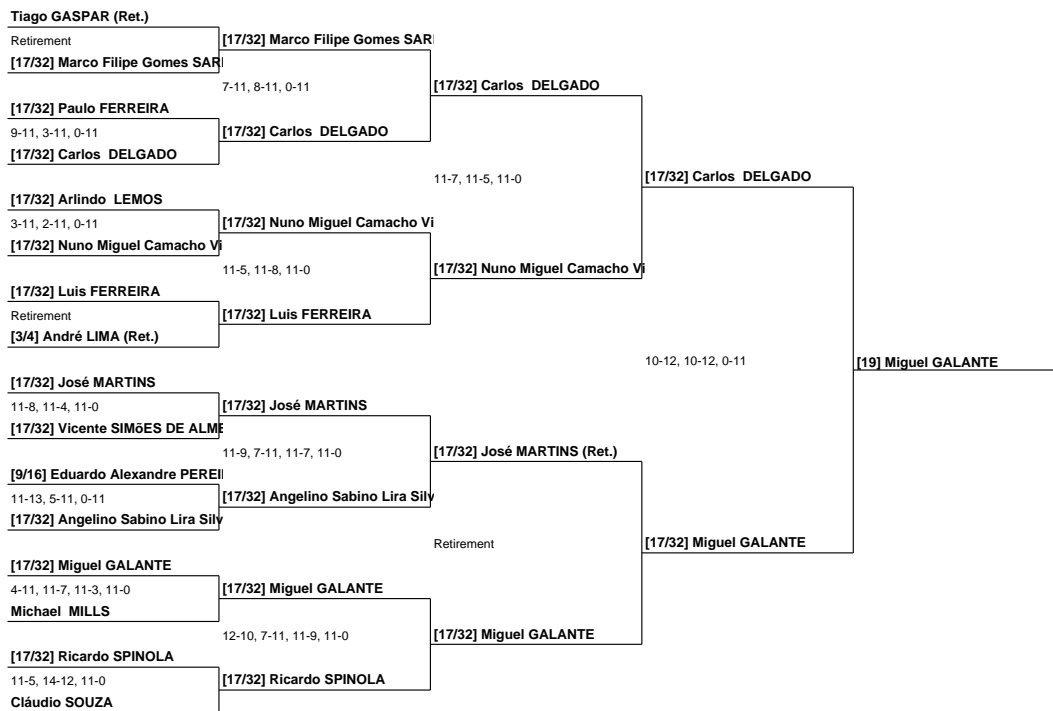 Tiago GASPAR (Ret.)
Retirement
[17/32] Marco Filipe Gomes SARI
[17/32] Paulo FERREIRA
9-11, 3-11, 0-11
[17/32] Carlos DELGADO
[17/32] Arlindo LEMOS
3-11, 2-11, 0-11
[17/32] Nuno Miguel Camacho Vi
[17/32] Luis FERREIRA
Retirement
[3/4] André LIMA (Ret.)
[17/32] José MARTINS
11-8, 11-4, 11-0
[17/32] Vicente SIMõES DE ALME
[9/16] Eduardo Alexandre PEREI
11-13, 5-11, 0-11
[17/32] Angelino Sabino Lira Silv
[17/32] Miguel GALANTE
4-11, 11-7, 11-3, 11-0
Michael MILLS
[17/32] Ricardo SPINOLA
11-5, 14-12, 11-0
Cláudio SOUZA
[17/32] Marco Filipe Gomes SARI
7-11, 8-11, 0-11
[17/32] Carlos DELGADO
[17/32] Nuno Miguel Camacho Vi
11-5, 11-8, 11-0
[17/32] Luis FERREIRA
[17/32] José MARTINS
11-9, 7-11, 11-7, 11-0
[17/32] Angelino Sabino Lira Silv
[17/32] Miguel GALANTE
12-10, 7-11, 11-9, 11-0
[17/32] Ricardo SPINOLA
[17/32] Carlos DELGADO
11-7, 11-5, 11-0
[17/32] Nuno Miguel Camacho Vi
[17/32] José MARTINS (Ret.)
Retirement
[17/32] Miguel GALANTE
[17/32] Carlos DELGADO
10-12, 10-12, 0-11
[17/32] Miguel GALANTE
[19] Miguel GALANTE